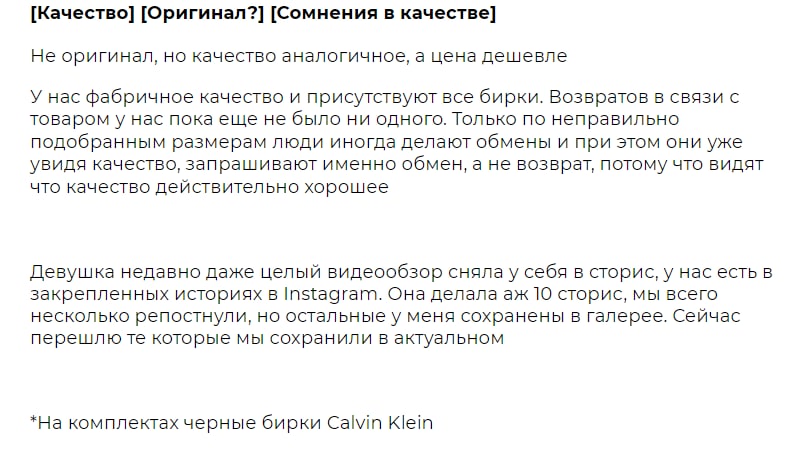 [Качество] [Оригинал?] [Сомнения в качестве]
Не оригинал, но качество аналогичное, а цена дешевле
У нас фабричное качество и присутствуют все бирки. Возвратов в связи с
товаром у нас пока еще не было ни одного. Только по неправильно
подобранным размерам люди иногда делают обмены и при этом они уже
увидя качество, запрашивают именно обмен, а не возврат, потому что видят
что качество действительно хорошее
Девушка недавно даже целый видеообзор сняла у себя в сторис, у нас есть в
закрепленных историях в Instagram. Она делала аж 10 сторис, мы всего
несколько репостнули, но остальные у меня сохранены в галерее. Сейчас
перешлю те которые мы сохранили в актуальном
*На комплектах черные бирки Calvin Klein